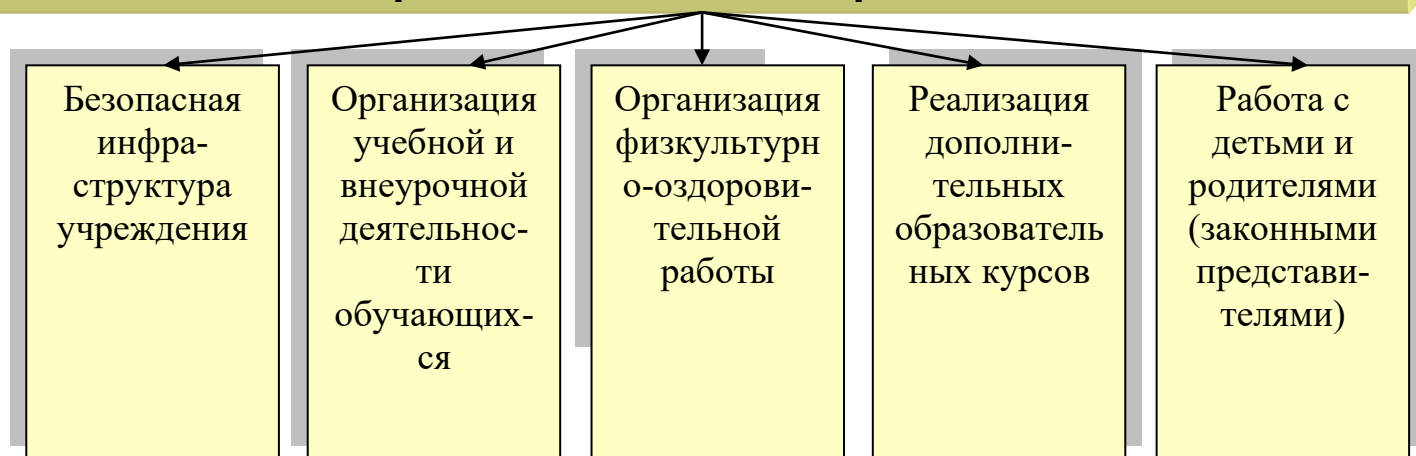 Безопасная
инфра-
структура
учреждения
Организация
учебной и
внеурочной
деятельнос-
ти
обучающих-
ся
Организация
физкультурн
о-оздорови-
тельной
работы
Реализация
дополни-
тельных
образователь
ных курсов
Работа с
детьми и
родителями
(законными
представи-
телями)